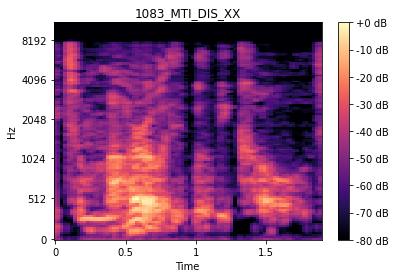 1083_MTI_DIS_XX
+0 dB
8192
-10 dB
4096
-20 dB
-30 dB
2048
Hz
-40 dB
1024
-50 dB
512
-60 dB
-70 dB
0
-80 dB
0 0.5 1 1.5
Time